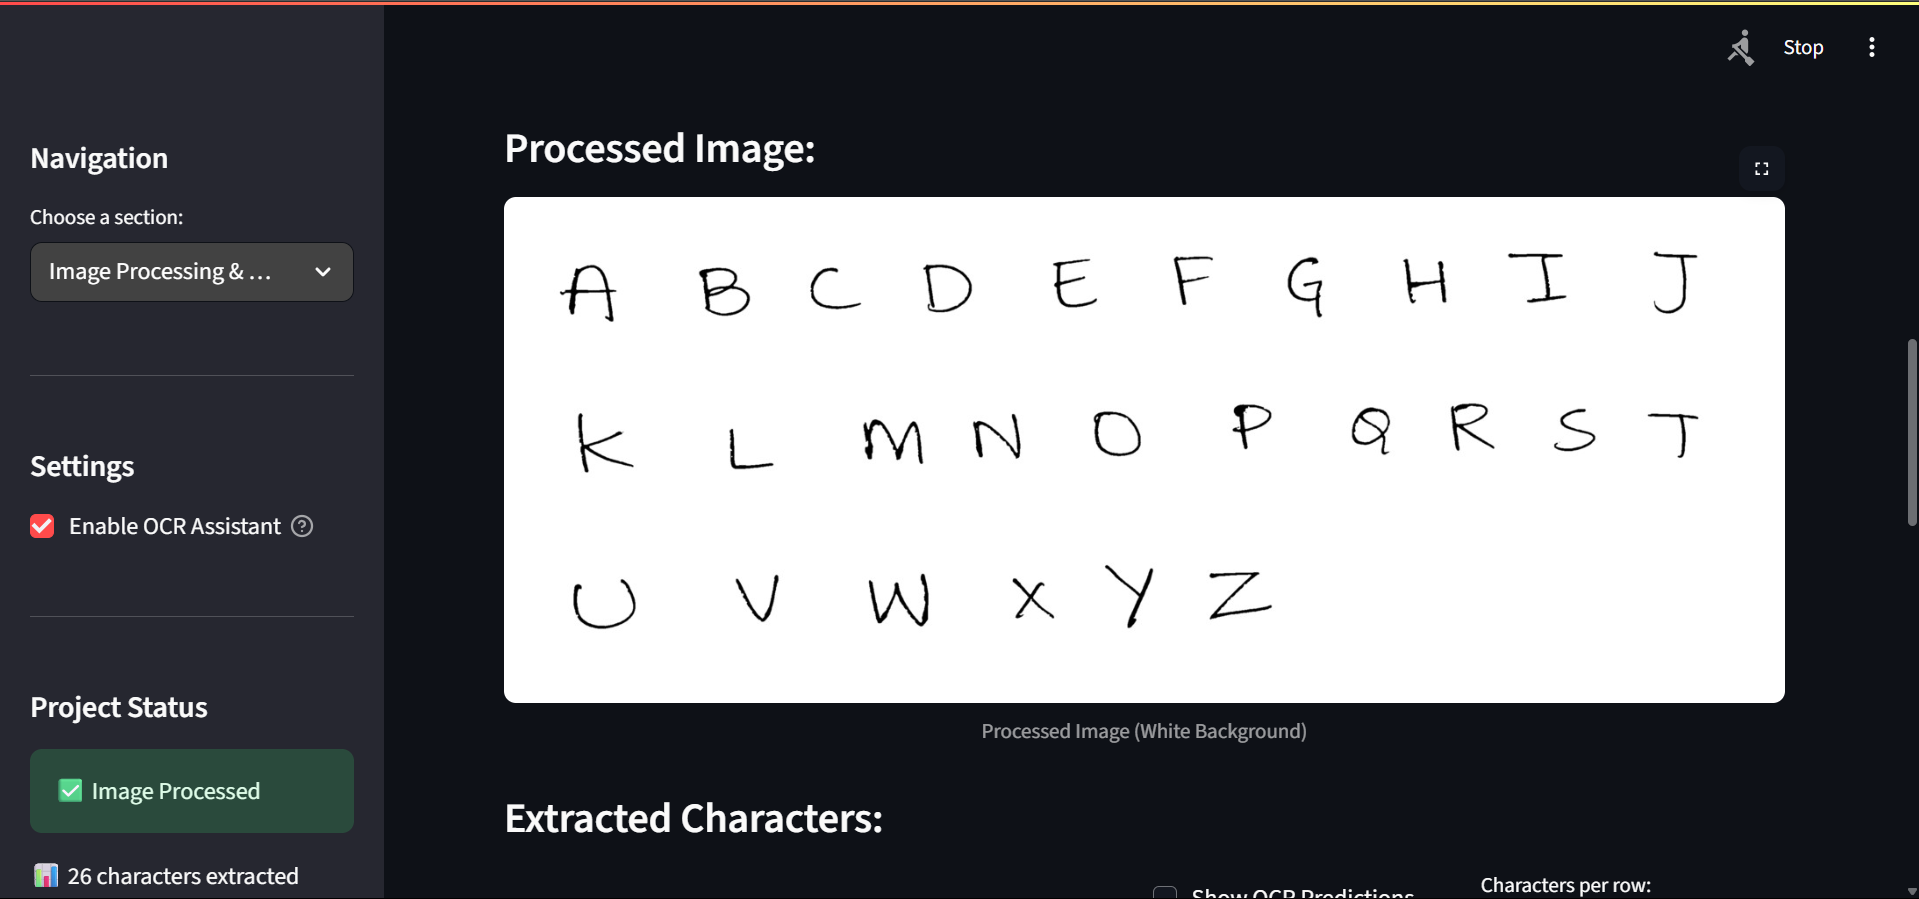 Stop
Navigation
Choose a section:
Image Processing & ...
Settings
Enable OCR Assistant
Project Status
✅ Image Processed
📊 26 characters extracted
Processed Image:
A B C D E F G H I J
K L M N O P Q R S T
U V W X Y Z
Processed Image (White Background)
Extracted Characters:
Show OCR Predictions
Characters per row: